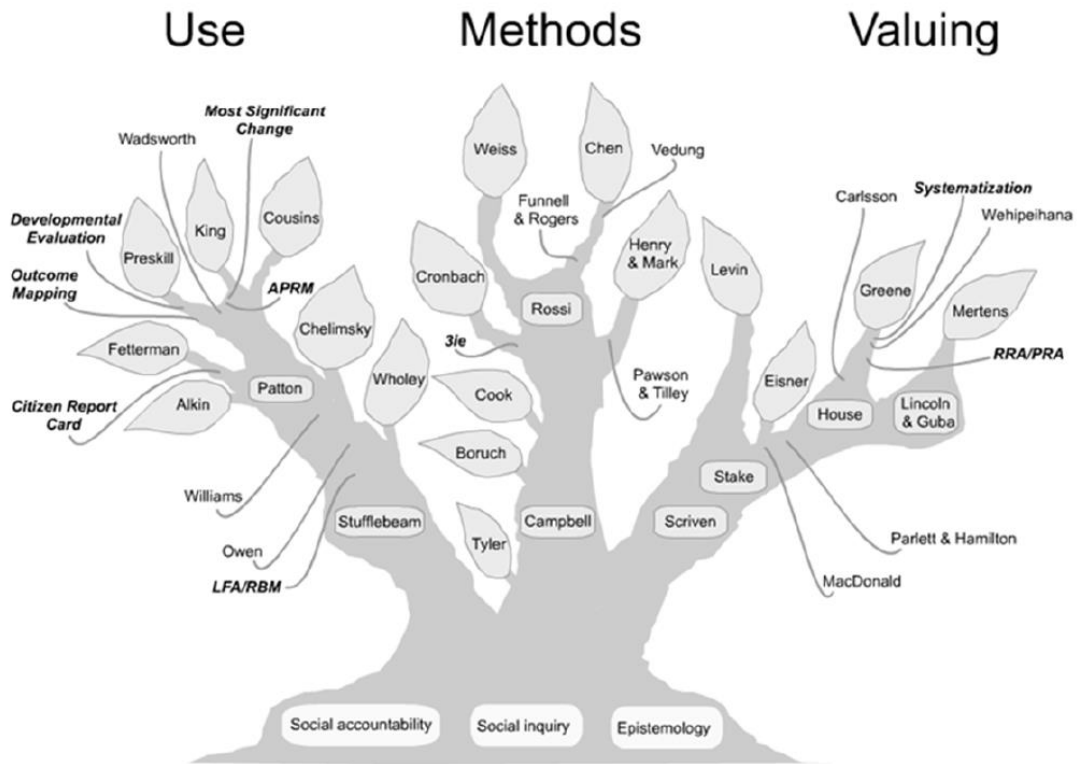 Use
Methods
Valuing
Most Significant
Change
Wadsworth
King
Cousins
Developmental
Evaluation
Preskill
Outcome
Mapping
APRM
Chelimsky
Fetterman
Wholey
Patton
Alkin
Citizen Report
Card
Williams
Stufflebeam
Owen
LFA/RBM
Weiss
Chen
Vedung
Funnell
& Rogers
Henry
& Mark
Cronbach
Rossi
3ie
Cook
Pawson
& Tilley
Boruch
Campbell
Tyler
Levin
Carlsson
Systematization
Wehipeihana
Greene
Mertens
RRA/PRA
Eisner
House
Lincoln
& Guba
Stake
Scriven
Parlett & Hamilton
MacDonald
Social accountability
Social inquiry
Epistemology